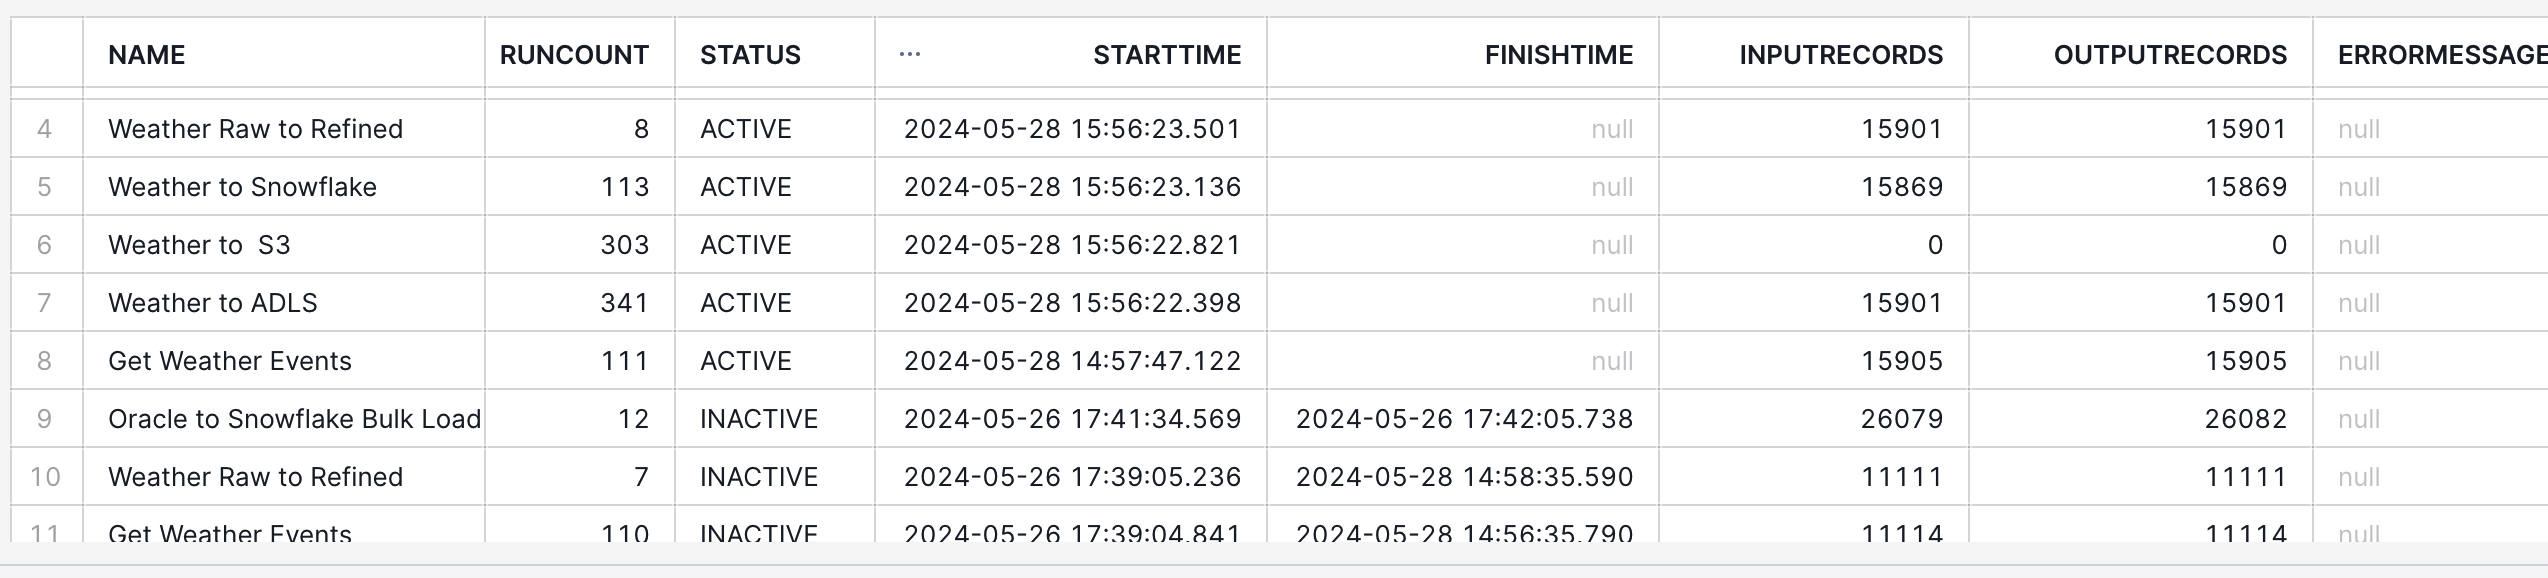 NAME RUNCOUNT STATUS ... STARTTIME FINISHTIME INPUTRECORDS OUTPUTRECORDS ERRORMESSAGE
4 Weather Raw to Refined 8 ACTIVE 2024-05-28 15:56:23.501 null 15901 15901 null
5 Weather to Snowflake 113 ACTIVE 2024-05-28 15:56:23.136 null 15869 15869 null
6 Weather to  S3 303 ACTIVE 2024-05-28 15:56:22.821 null 0 0 null
7 Weather to ADLS 341 ACTIVE 2024-05-28 15:56:22.398 null 15901 15901 null
8 Get Weather Events 111 ACTIVE 2024-05-28 14:57:47.122 null 15905 15905 null
9 Oracle to Snowflake Bulk Load 12 INACTIVE 2024-05-26 17:41:34.569 2024-05-26 17:42:05.738 26079 26082 null
10 Weather Raw to Refined 7 INACTIVE 2024-05-26 17:39:05.236 2024-05-28 14:58:35.590 11111 11111 null
11 Get Weather Events 110 INACTIVE 2024-05-26 17:39:04.841 2024-05-28 14:56:35.790 11114 11114 null